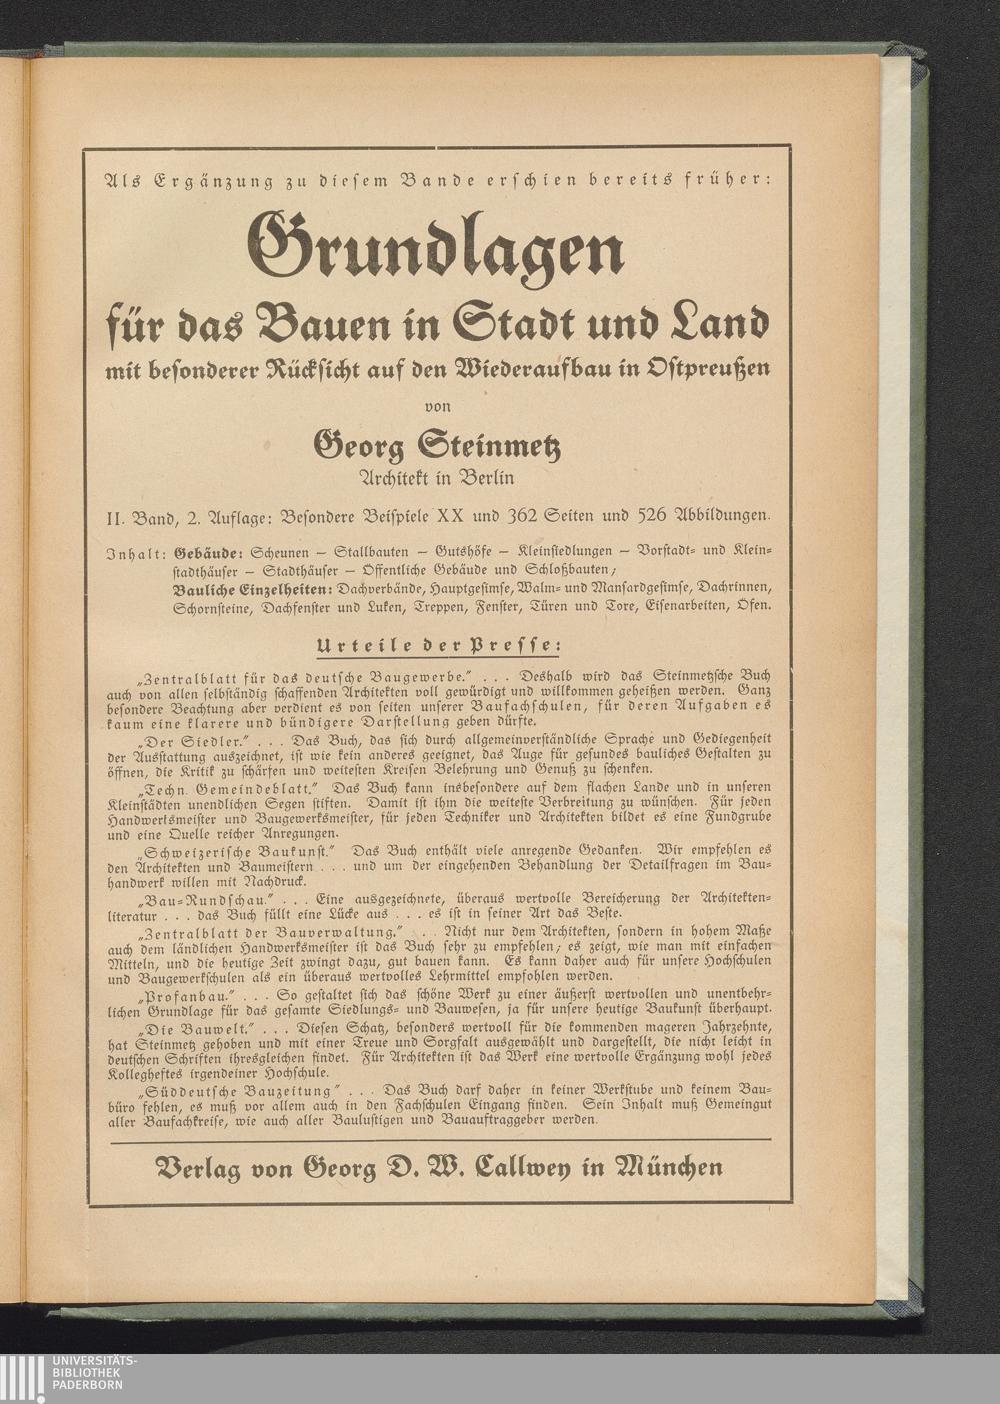 Als Ergänzung zu diesem Bande erschien bereits früher:
Grundlagen
für das Bauen in Stadt und Land
mit besonderer Rücksicht auf den Wiederaufbau in Ostpreußen
von
Georg Steinmetz
Architekt in Berlin
II. Band, 2. Auflage: Besondere Beispiele XX und 362 Seiten und 526 Abbildungen.
Inhalt: Gebäude: Scheunen — Stallbauten — Gutshöfe — Kleinsiedlungen — Vorstadt- und Klein-
stadthäuser — Stadthäuser — Öffentliche Gebäude und Schloßbauten;
Bauliche Einzelheiten: Dachverbände, Hauptgesimse, Walm- und Mansardgesimse, Dachrinnen,
Schornsteine, Dachfenster und Luken, Treppen, Fenster, Türen und Tore, Eisenarbeiten, Öfen.
Urteile der Presse:
„Zentralblatt für das deutsche Baugewerbe." . . . Deshalb wird das Steinmetzsche Buch
auch von allen selbständig schaffenden Architekten voll gewürdigt und willkommen geheißen werden. Ganz
besondere Beachtung aber verdient es von seiten unserer Baufachschulen, für deren Aufgaben es
kaum eine klarere und bündigere Darstellung geben dürfte.
„Der Siedler." . . . Das Buch, das sich durch allgemeinverständliche Sprache und Gediegenheit
der Ausstattung auszeichnet, ist wie kein anderes geeignet, das Auge für gesundes bauliches Gestalten zu
öffnen, die Kritik zu schärfen und weitesten Kreisen Belehrung und Genuß zu schenken.
„Techn. Gemeindeblatt." Das Buch kann insbesondere auf dem flachen Lande und in unseren
Kleinstädten unendlichen Segen stiften. Damit ist ihm die weiteste Verbreitung zu wünschen. Für jeden
Handwerksmeister und Baugewerksmeister, für jeden Techniker und Architekten bildet es eine Fundgrube
und eine Quelle reicher Anregungen.
„Schweizerische Baukunst." Das Buch enthält viele anregende Gedanken. Wir empfehlen es
den Architekten und Baumeistern . . . und um der eingehenden Behandlung der Detailfragen im Bau-
handwerk willen mit Nachdruck.
„Bau-Rundschau." . . . Eine ausgezeichnete, überaus wertvolle Bereicherung der Architekten-
literatur . . . das Buch füllt eine Lücke aus . . . es ist in seiner Art das Beste.
„Zentralblatt der Bauverwaltung." . . Nicht nur dem Architekten, sondern in hohem Maße
auch dem ländlichen Handwerksmeister ist das Buch sehr zu empfehlen; es zeigt, wie man mit einfachen
Mitteln, und die heutige Zeit zwingt dazu, gut bauen kann. Es kann daher auch für unsere Hochschulen
und Baugewerkschulen als ein überaus wertvolles Lehrmittel empfohlen werden.
„Profanbau." . . . So gestaltet sich das schöne Werk zu einer äußerst wertvollen und unentbehr-
lichen Grundlage für das gesamte Siedlungs- und Bauwesen, ja für unsere heutige Baukunst überhaupt.
„Die Bauwelt." . . . Diesen Schatz, besonders wertvoll für die kommenden mageren Jahrzehnte,
hat Steinmetz gehoben und mit einer Treue und Sorgfalt ausgewählt und dargestellt, die nicht leicht in
deutschen Schriften ihresgleichen findet. Für Architekten ist das Werk eine wertvolle Ergänzung wohl jedes
Kollegheftes irgendeiner Hochschule.
„Süddeutsche Bauzeitung" . . . Das Buch darf daher in keiner Werkstube und keinem Bau-
büro fehlen, es muß vor allem auch in den Fachschulen Eingang finden. Sein Inhalt muß Gemeingut
aller Baufachkreise, wie auch aller Baulustigen und Bauauftraggeber werden.
Verlag von Georg D. W. Callwey in München
UNIVERSITÄTS-
BIBLIOTHEK
PADERBORN